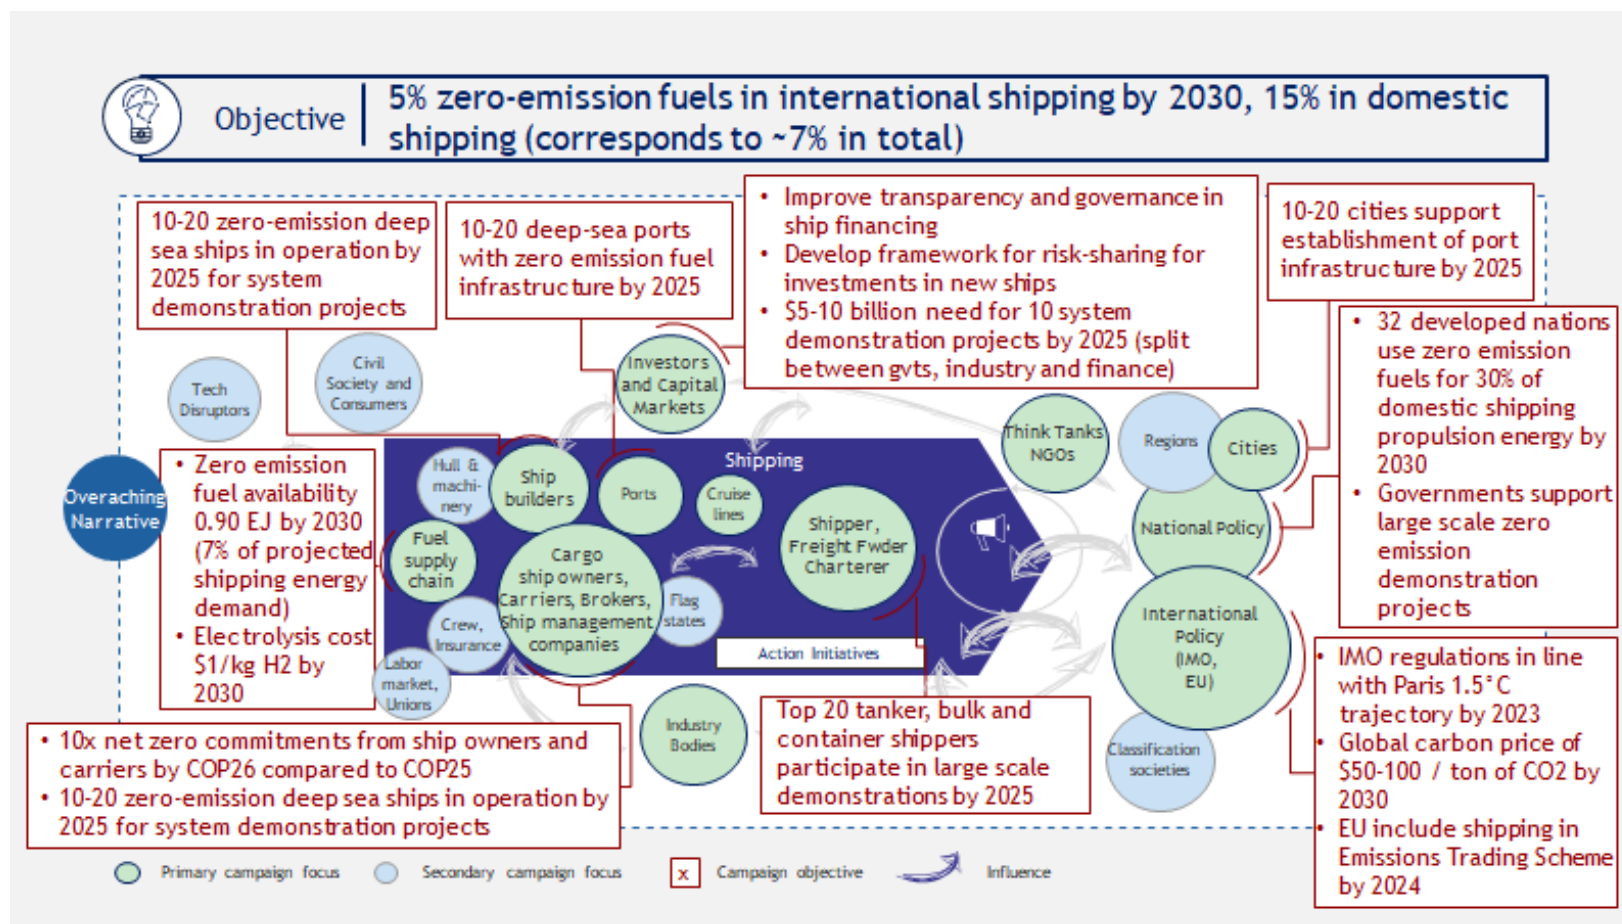 Objective
5% zero-emission fuels in international shipping by 2030, 15% in domestic
shipping (corresponds to ~7% in total)
10-20 zero-emission deep
sea ships in operation by
2025 for system
demonstration projects
10-20 deep-sea ports
with zero emission fuel
infrastructure by 2025
• Improve transparency and governance in
ship financing
• Develop framework for risk-sharing for
investments in new ships
• $5-10 billion need for 10 system
demonstration projects by 2025 (split
between gvts, industry and finance)
10-20 cities support
establishment of port
infrastructure by 2025
• 32 developed nations
use zero emission
fuels for 30% of
domestic shipping
propulsion energy by
2030
• Governments support
large scale zero
emission
demonstration
projects
Tech
Disruptors
Civil
Society and
Consumers
Investors
and Capital
Markets
Think Tanks
NGOs
Regions
Cities
Overaching
Narrative
• Zero emission
fuel availability
0.90 EJ by 2030
(7% of projected
shipping energy
demand)
• Electrolysis cost
$1/kg H2 by
2030
Shipping
Hull &
machi-
nery
Ship
builders
Ports
Cruise
lines
Shipper,
Freight Fwder
Charterer
National Policy
Fuel
supply
chain
Cargo
ship owners,
Carriers, Brokers,
Ship management
companies
Flag
states
Crew,
Insurance
Labor
market,
Unions
Action Initiatives
International
Policy
(IMO,
EU)
• IMO regulations in line
with Paris 1.5°C
trajectory by 2023
• Global carbon price of
$50-100 / ton of CO2 by
2030
• EU include shipping in
Emissions Trading Scheme
by 2024
• 10x net zero commitments from ship owners and
carriers by COP26 compared to COP25
• 10-20 zero-emission deep sea ships in operation by
2025 for system demonstration projects
Industry
Bodies
Top 20 tanker, bulk and
container shippers
participate in large scale
demonstrations by 2025
Classification
societies
Primary campaign focus
Secondary campaign focus
x
Campaign objective
Influence